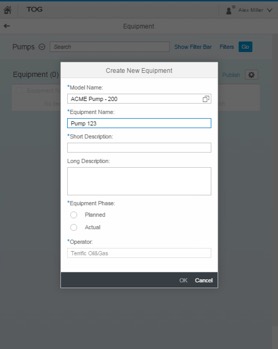 TOG
Alex Miller
Equipment
Pumps
Search
Show Filter Bar
Filters
Go
Equipment (0)
Publish
Create New Equipment
*Model Name:
ACME Pump - 200
*Equipment Name:
Pump 123
*Short Description:
Long Description:
*Equipment Phase:
Planned
Actual
*Operator:
Terrific Oil&Gas
OK
Cancel